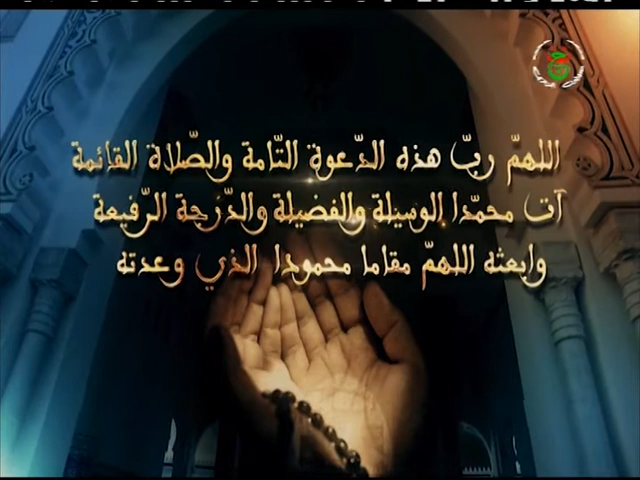 اللهمّ ربّ هذه الدّعوة التّامة والصّلاة القائمة
آت محمّدا الوسيلة والفضيلة والدّرجة الرّفيعة
وابعثه اللهمّ مقاما محمودا الذي وعدته